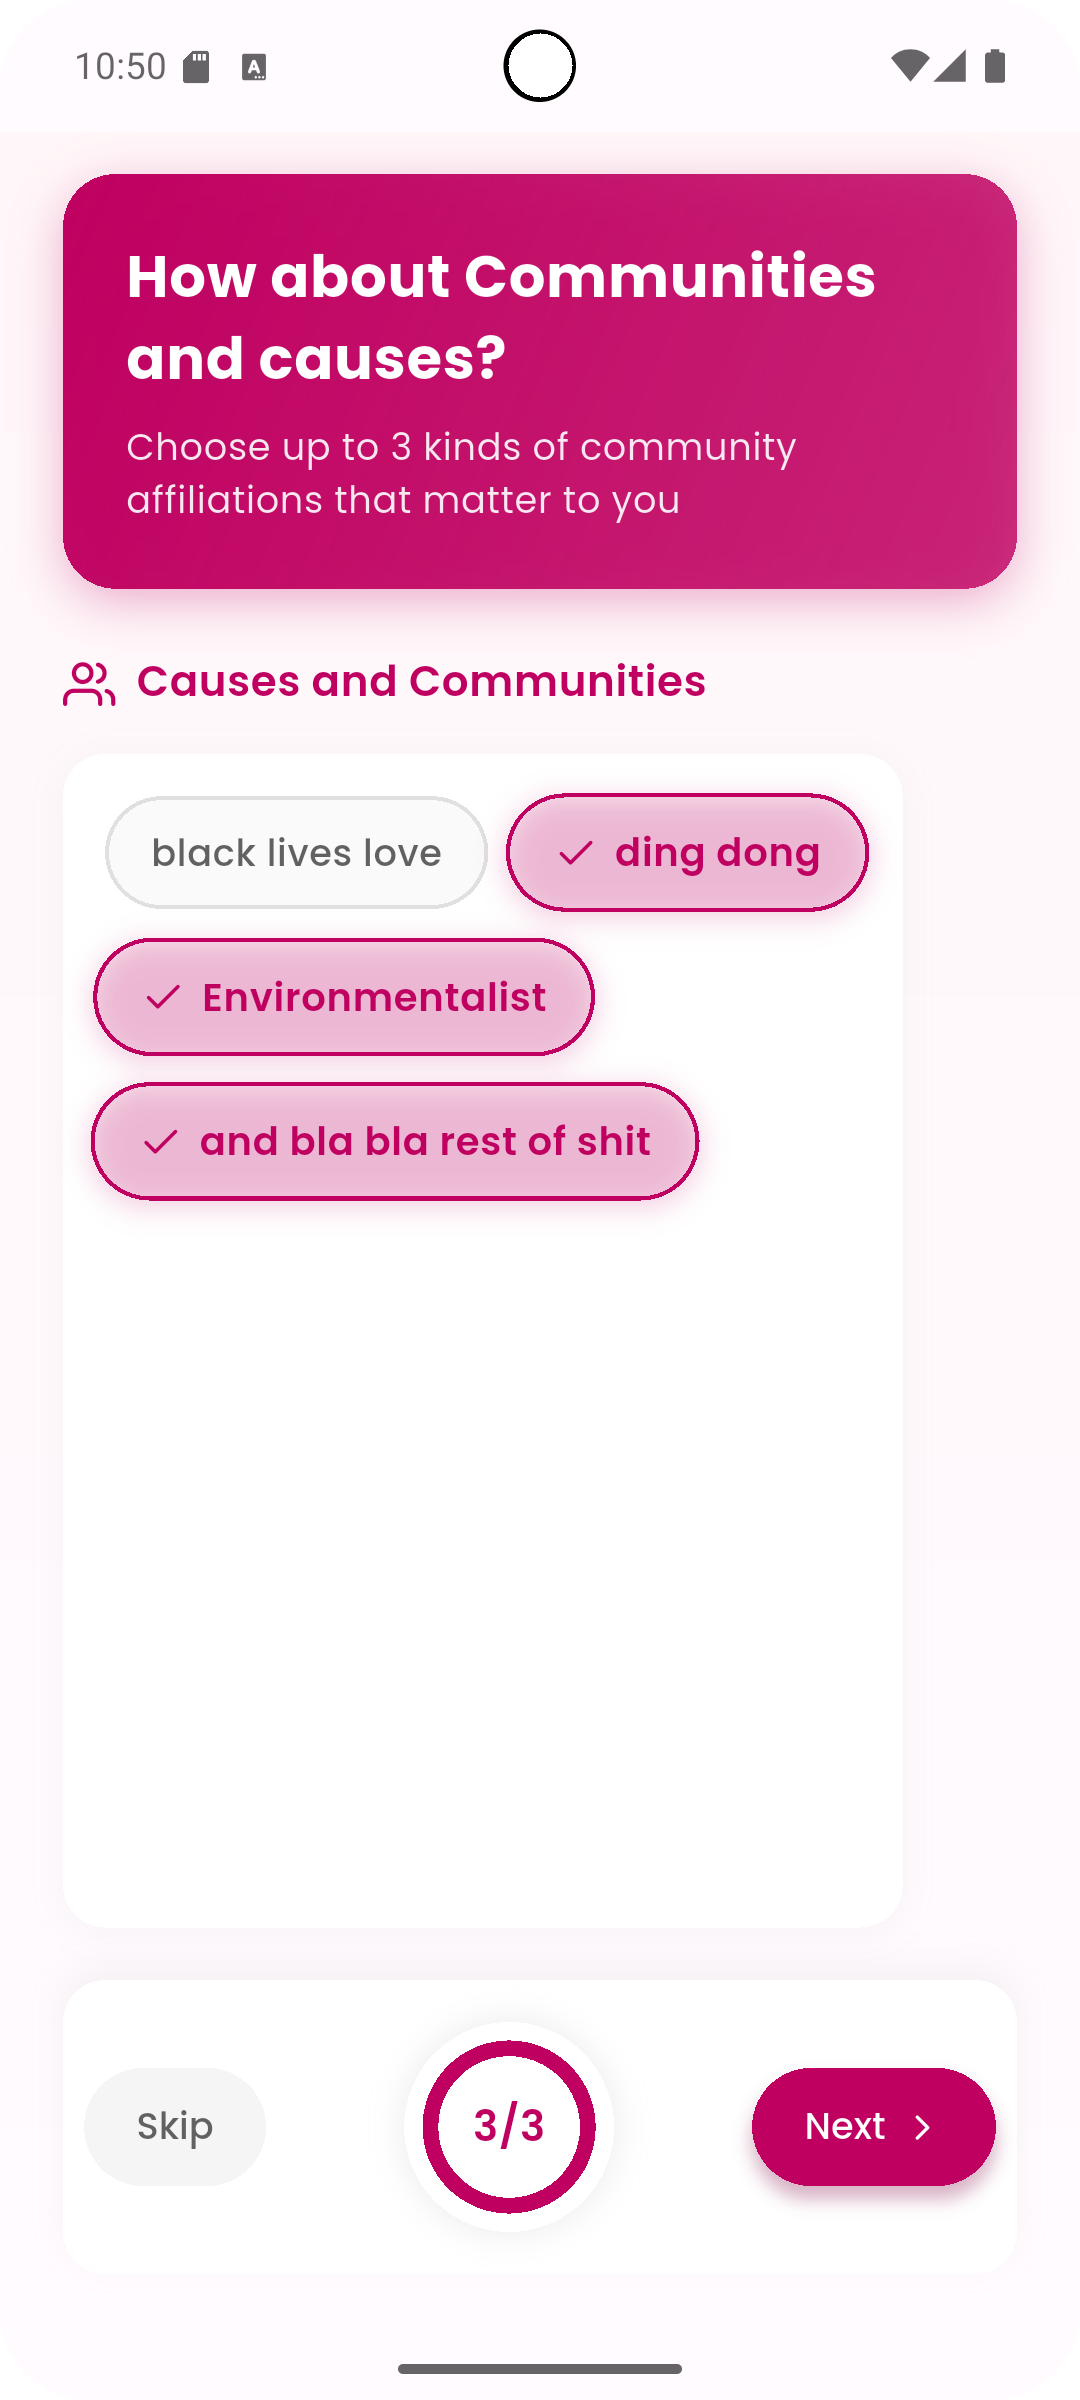 10:50
How about Communities
and causes?
Choose up to 3 kinds of community
affiliations that matter to you
Causes and Communities
black lives love
ding dong
Environmentalist
and bla bla rest of shit
Skip
3/3
Next